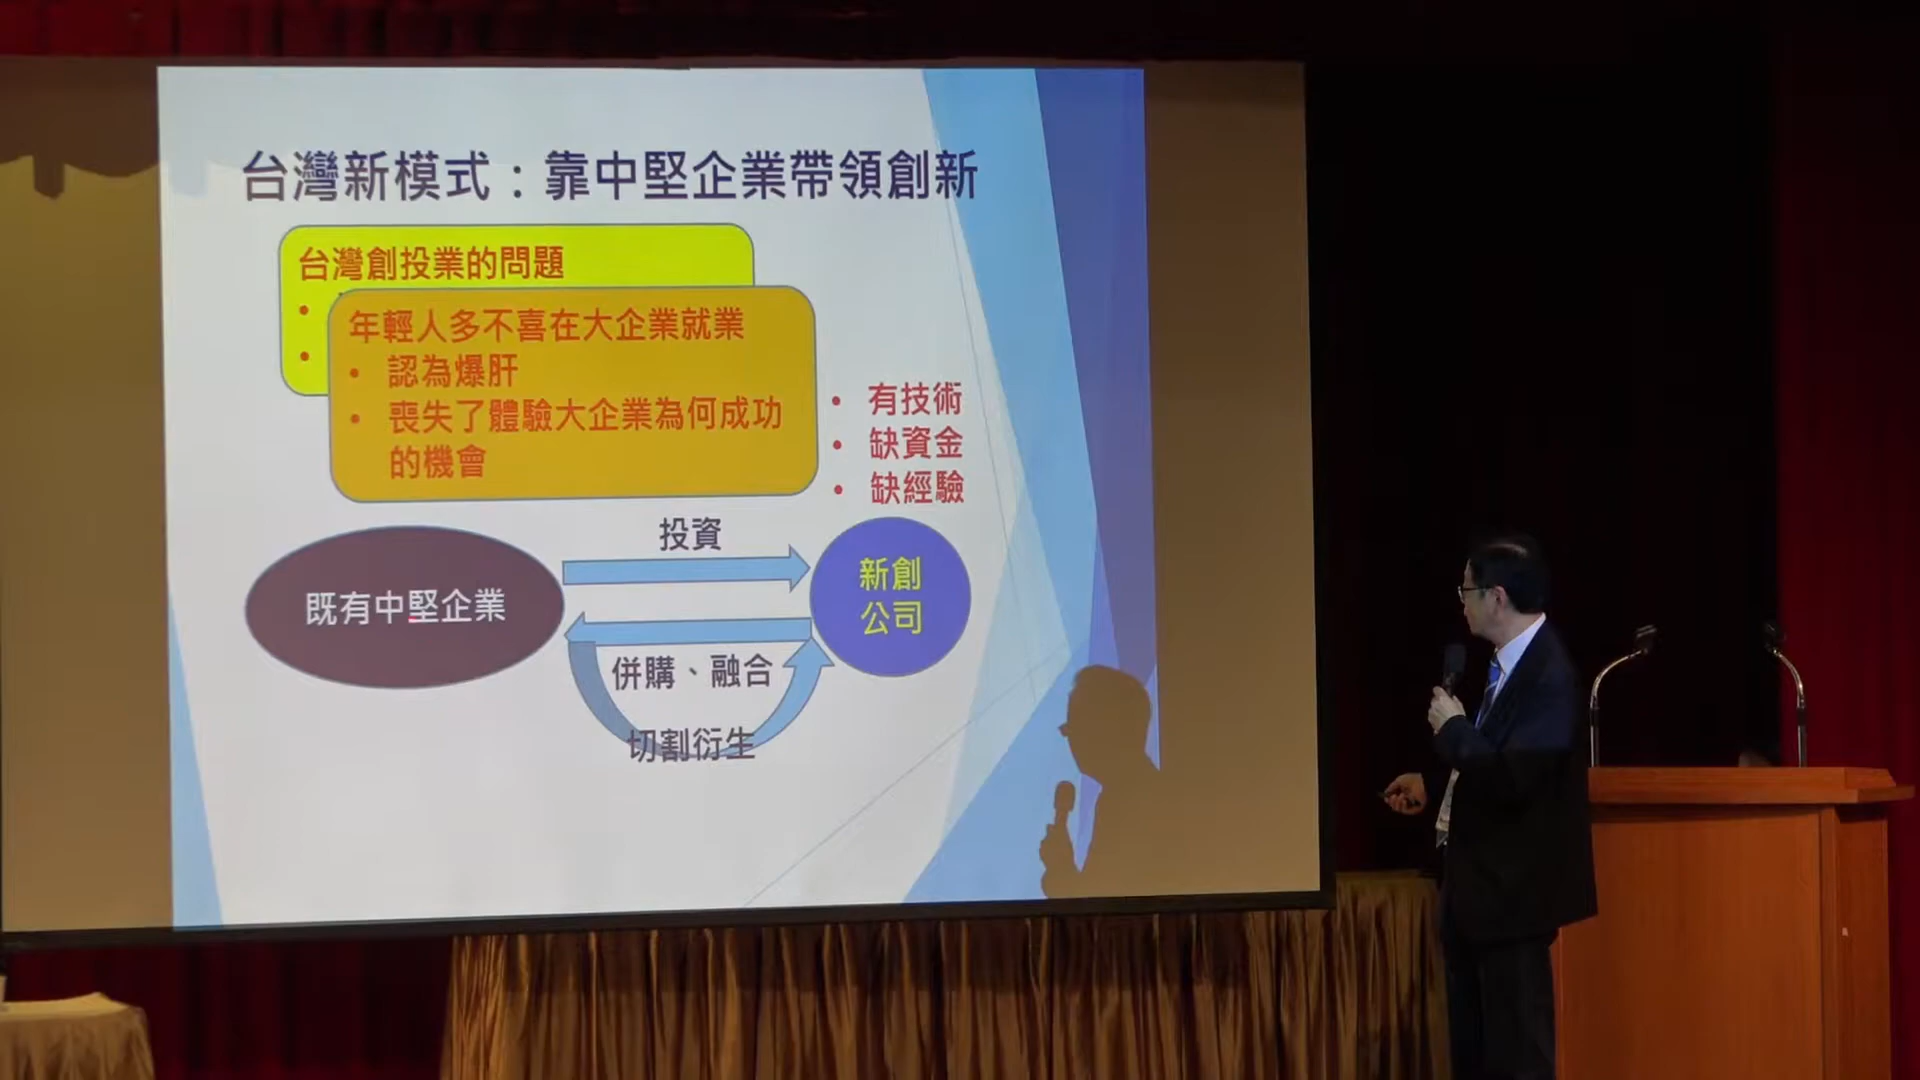 台灣新模式：靠中堅企業帶領創新
台灣創投業的問題
•
•
年輕人多不喜在大企業就業
• 認為爆肝
• 喪失了體驗大企業為何成功
的機會
• 有技術
• 缺資金
• 缺經驗
投資
既有中堅企業
新創
公司
併購、融合
切割衍生